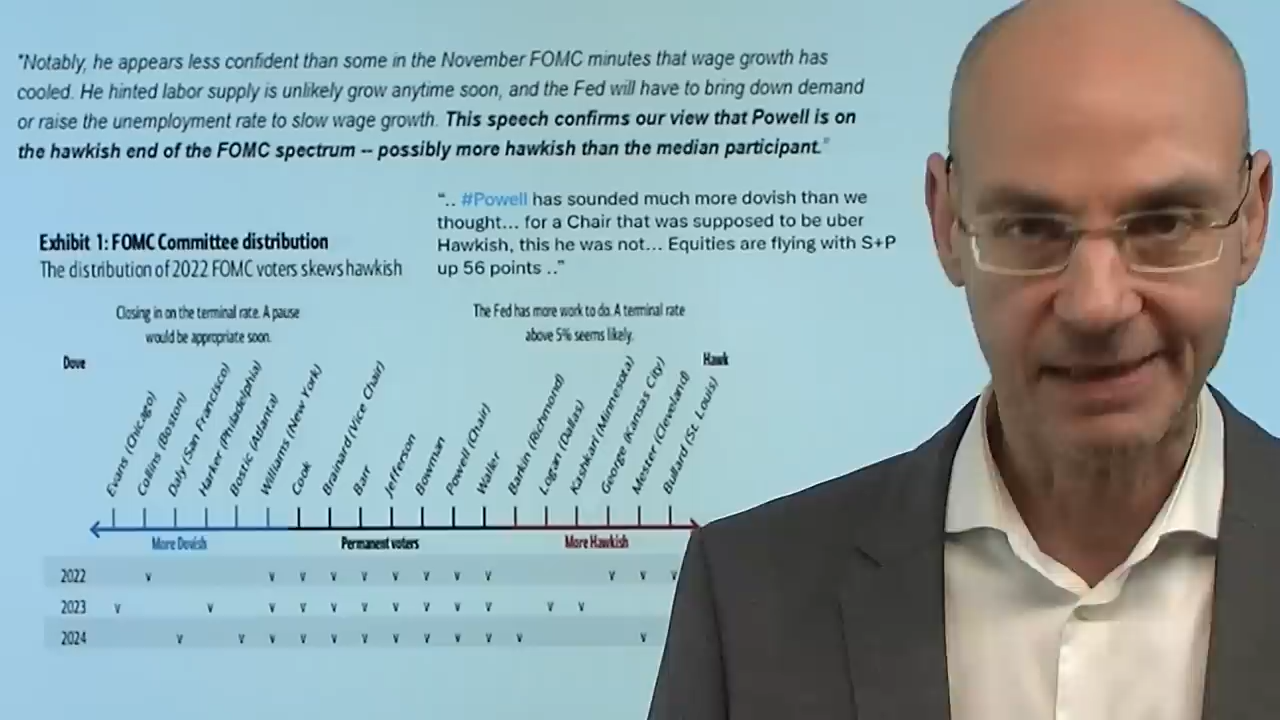 "Notably, he appears less confident than some in the November FOMC minutes that wage growth has
cooled. He hinted labor supply is unlikely grow anytime soon, and the Fed will have to bring down demand
or raise the unemployment rate to slow wage growth. This speech confirms our view that Powell is on
the hawkish end of the FOMC spectrum -- possibly more hawkish than the median participant."
".. #Powell has sounded much more dovish than we
thought... for a Chair that was supposed to be uber
Hawkish, this he was not... Equities are flying with S+P
up 56 points .."
Exhibit 1: FOMC Committee distribution
The distribution of 2022 FOMC voters skews hawkish
Closing in on the terminal rate. A pause
would be appropriate soon.
The Fed has more work to do. A terminal rate
above 5% seems likely.
Dove
Hawk
Evans (Chicago)
Collins (Boston)
Daly (San Francisco)
Harker (Philadelphia)
Bostic (Atlanta)
Williams (New York)
Cook
Brainard (Vice Chair)
Barr
Jefferson
Bowman
Powell (Chair)
Waller
Barkin (Richmond)
Logan (Dallas)
Kashkari (Minnesota)
George (Kansas City)
Mester (Cleveland)
Bullard (St. Louis)
More Dovish
Permanent voters
More Hawkish
2022 v v v v v v v v v v v v
2023 v v v v v v v v v v v v
2024 v v v v v v v v v v v v